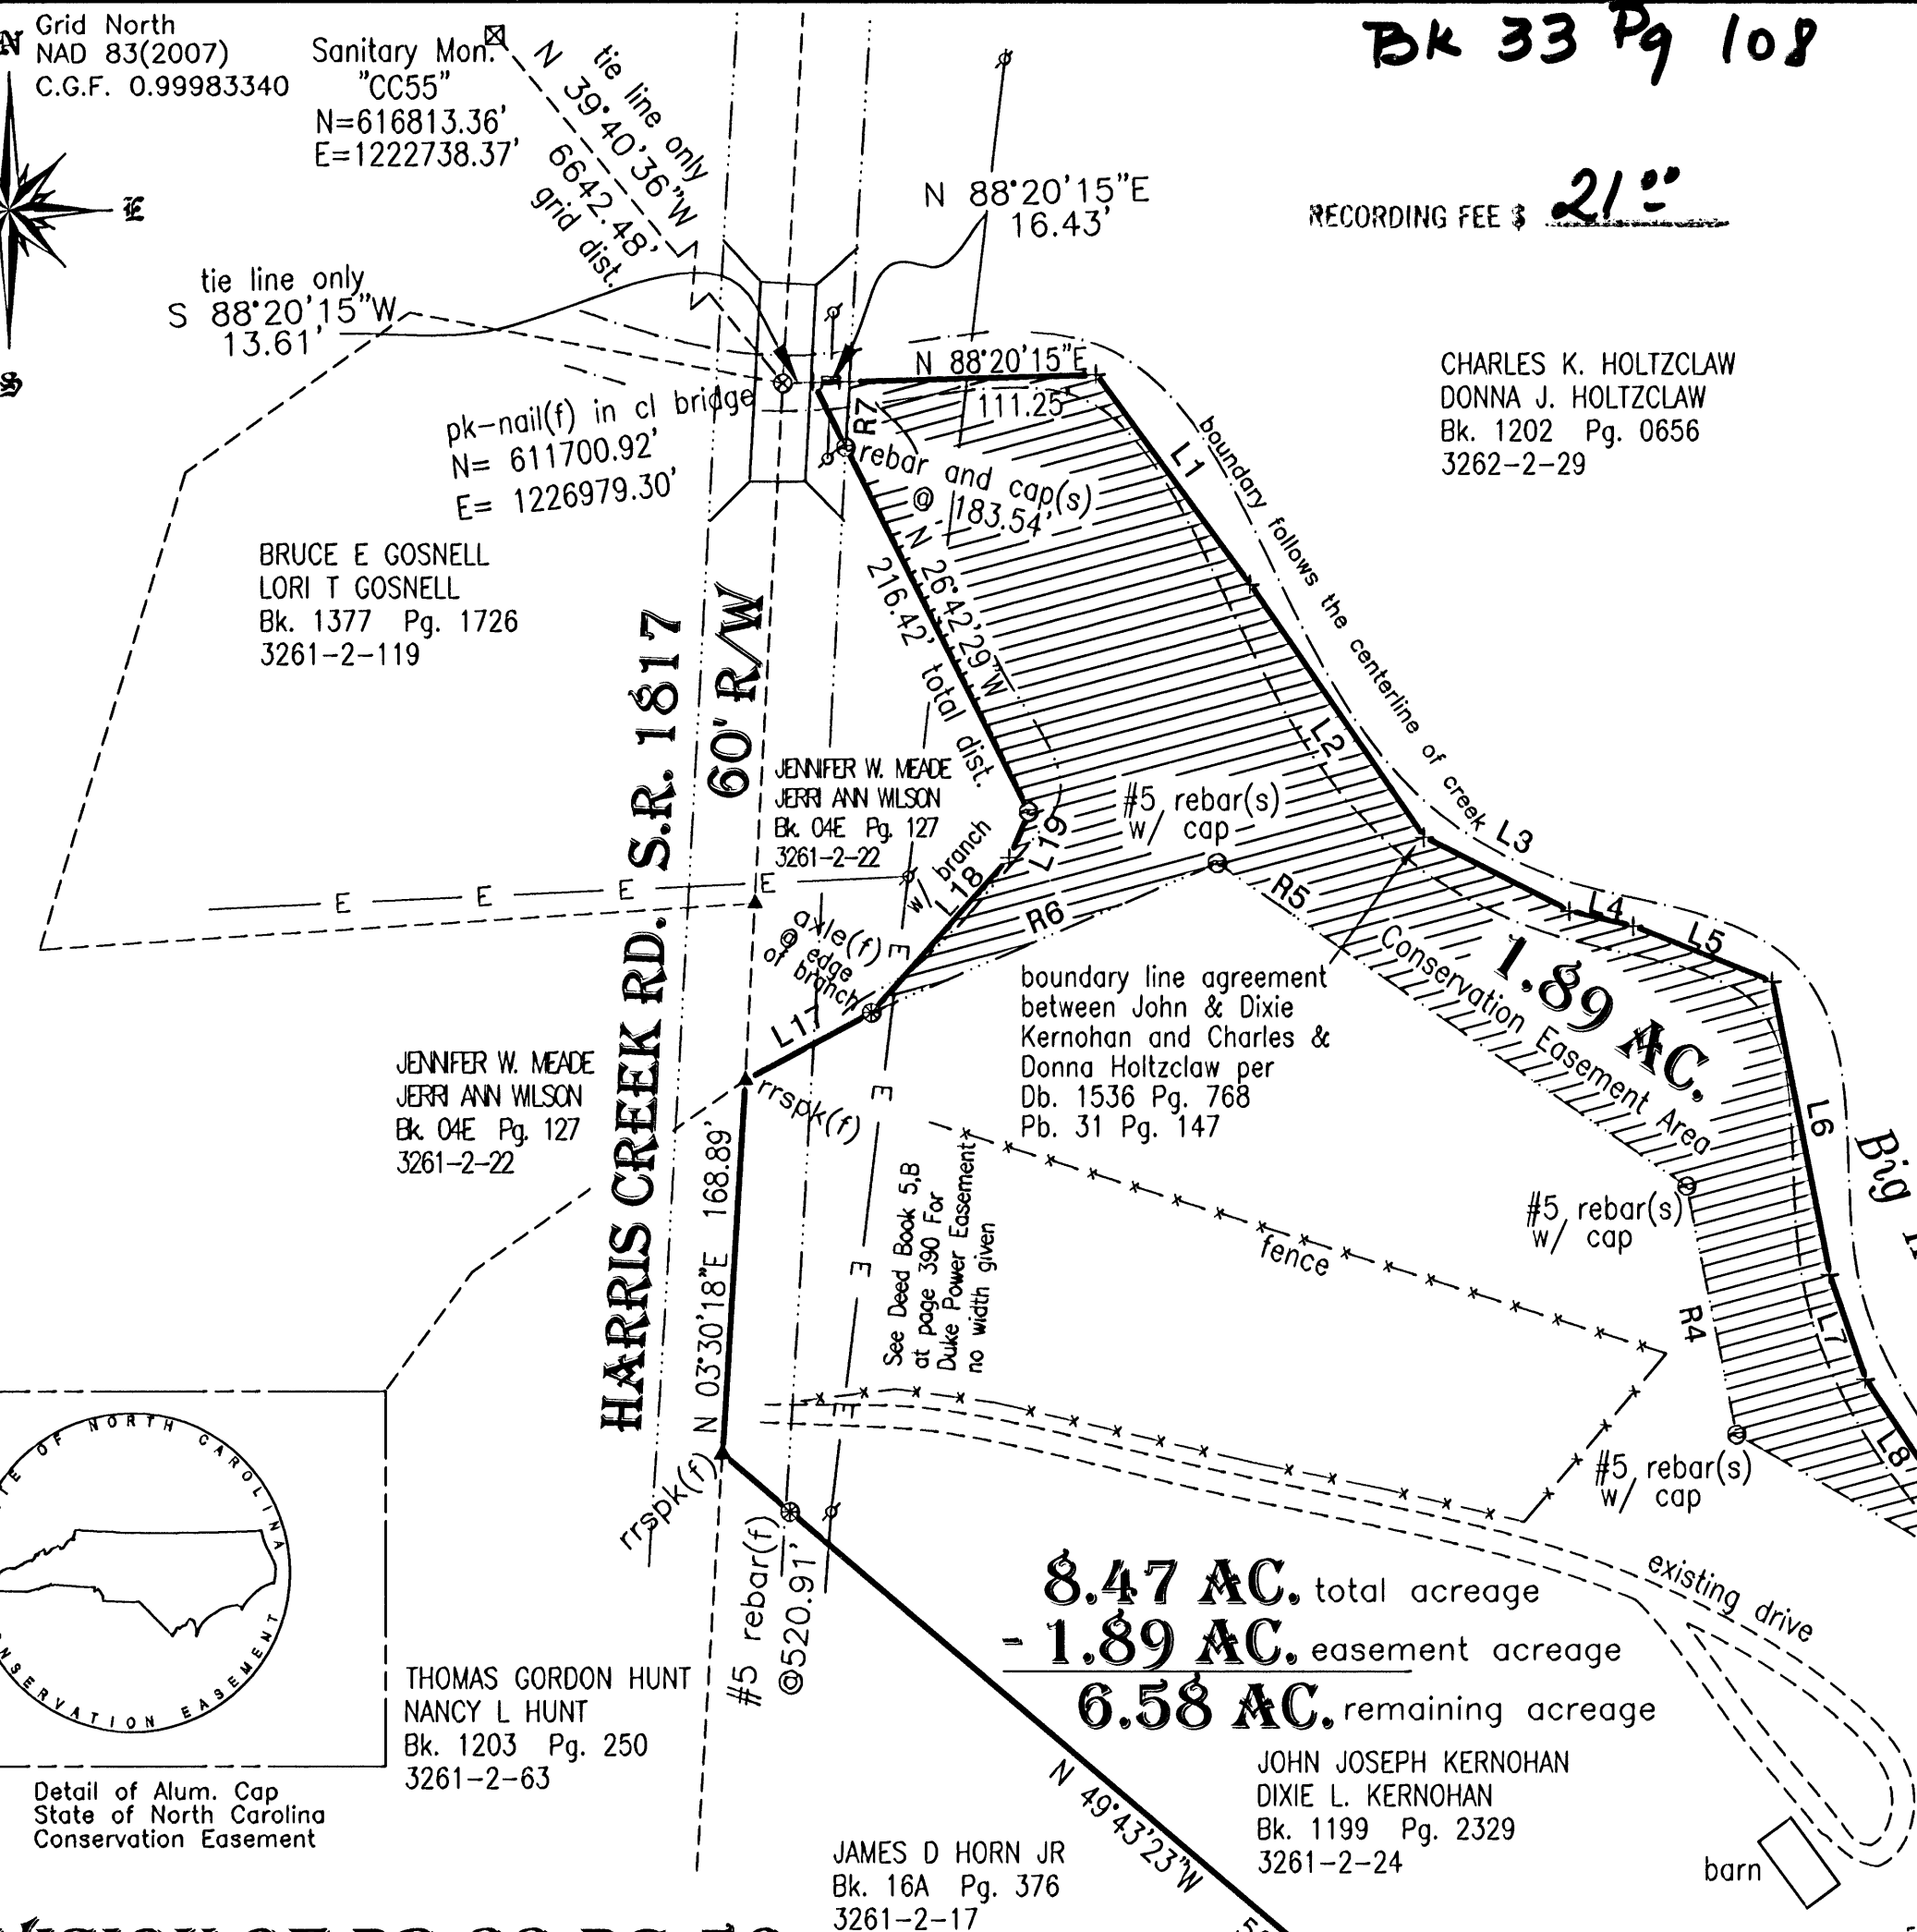 Bk 33 Pg 108
N
Grid North
NAD 83(2007)
C.G.F. 0.99983340
E
S
Sanitary Mon.
"CC55"
N=616813.36'
E=1222738.37'
tie line only
N 39°40'36"W
6642.48'
grid dist.
N 88°20'15"E
16.43'
RECORDING FEE $ 21.00
tie line only
S 88°20'15"W
13.61'
N 88°20'15"E
111.25'
CHARLES K. HOLTZCLAW
DONNA J. HOLTZCLAW
Bk. 1202 Pg. 0656
3262-2-29
pk-nail(f) in cl bridge
N= 611700.92'
E= 1226979.30'
R7
rebar and cap(s)
@ 183.54'
L1
boundary follows the centerline of creek
BRUCE E GOSNELL
LORI T GOSNELL
Bk. 1377 Pg. 1726
3261-2-119
N 26°42'29"W
216.42' total dist.
HARRIS CREEK RD. S.R. 1817
60' R/W
L2
JENNIFER W. MEADE
JERRI ANN WILSON
Bk. 04E Pg. 127
3261-2-22
#5 rebar(s)
w/ cap
L3
L19
w/ branch
L18
R6
R5
L4
L5
E E E E
axle(f)
@ edge
of branch
E
L17
Conservation Easement Area
1.89 AC.
boundary line agreement
between John & Dixie
Kernohan and Charles &
Donna Holtzclaw per
Db. 1536 Pg. 768
Pb. 31 Pg. 147
JENNIFER W. MEADE
JERRI ANN WILSON
Bk. 04E Pg. 127
3261-2-22
rrspk(f)
E
L6
Big
N 03°30'18"E 168.89'
See Deed Book 5,B
at page 390 For
Duke Power Easement
no width given
E
fence
#5 rebar(s)
w/ cap
R4
L7
E
L8
#5 rebar(s)
w/ cap
rrspk(f)
#5 rebar(f)
@520.91'
OF NORTH CAROLINA
CONSERVATION EASEMENT
existing drive
8.47 AC. total acreage
- 1.89 AC. easement acreage
6.58 AC. remaining acreage
THOMAS GORDON HUNT
NANCY L HUNT
Bk. 1203 Pg. 250
3261-2-63
JOHN JOSEPH KERNOHAN
DIXIE L. KERNOHAN
Bk. 1199 Pg. 2329
3261-2-24
N 49°43'23"W
Detail of Alum. Cap
State of North Carolina
Conservation Easement
JAMES D HORN JR
Bk. 16A Pg. 376
3261-2-17
barn